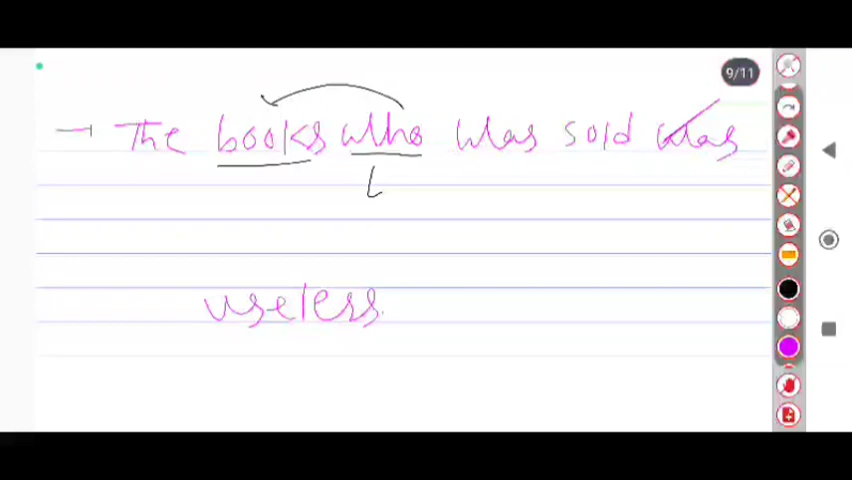 9/11
→ The books who was sold was
useless.